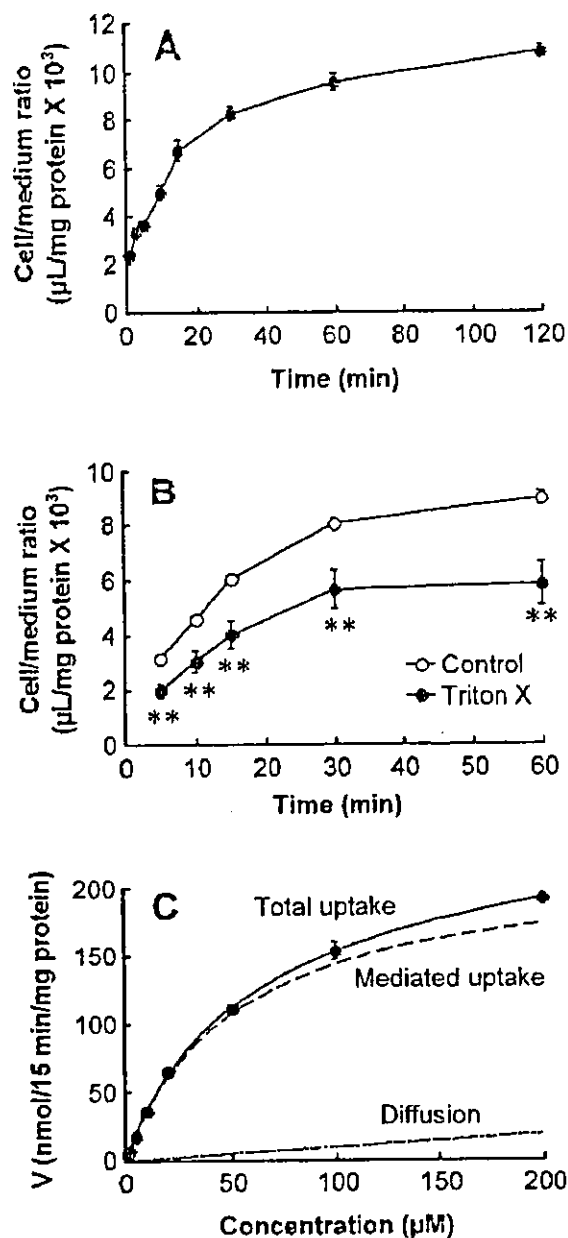 A
Cell/medium ratio
(µL/mg protein X 10³)
12
10
8
6
4
2
0
0 20 40 60 80 100 120
Time (min)
B
Cell/medium ratio
(µL/mg protein X 10³)
10
8
6
4
2
0
** ** ** ** **
Control
Triton X
0 10 20 30 40 50 60
Time (min)
C
V (nmol/15 min/mg protein)
200
150
100
50
0
Total uptake
Mediated uptake
Diffusion
0 50 100 150 200
Concentration (µM)